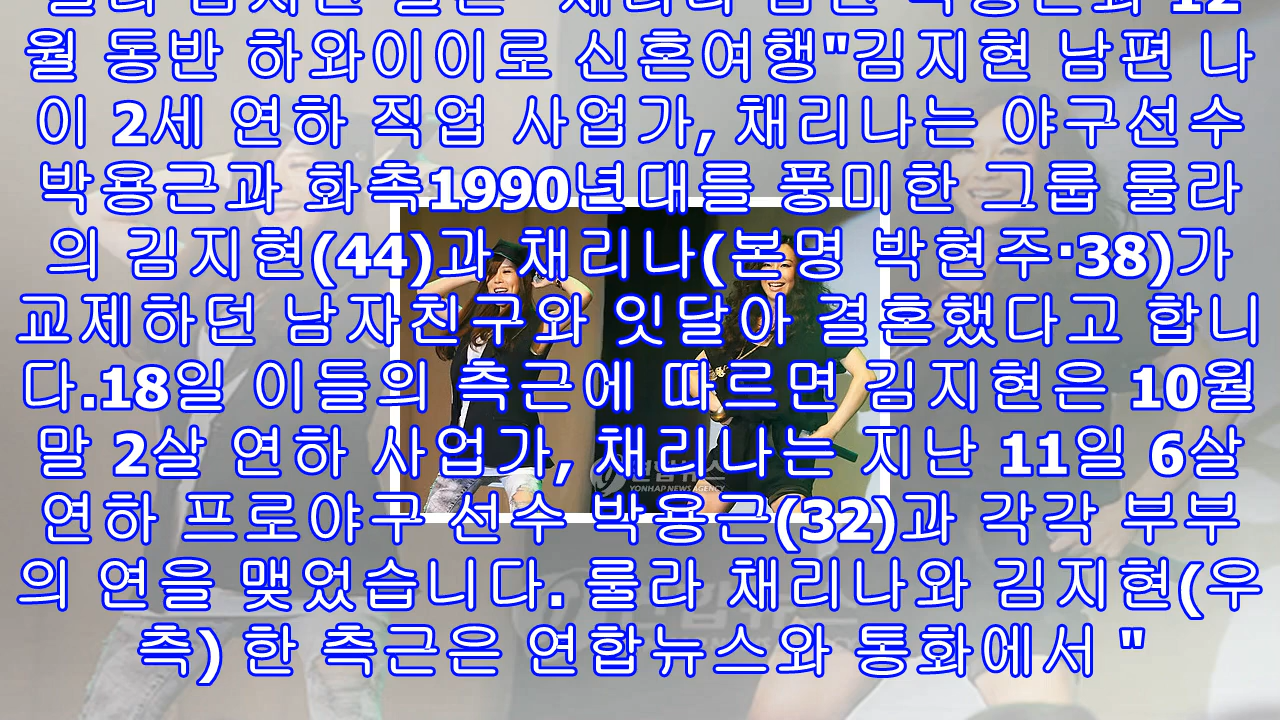 월 동반 하와이이로 신혼여행"김지현 남편 나
이 2세 연하 직업 사업가, 채리나는 야구선수
박용근과 화촉1990년대를 풍미한 그룹 룰라
의 김지현(44)과 채리나(본명 박현주·38)가
교제하던 남자친구와 잇달아 결혼했다고 합니
다.18일 이들의 측근에 따르면 김지현은 10월
말 2살 연하 사업가, 채리나는 지난 11일 6살
연하 프로야구 선수 박용근(32)과 각각 부부
의 연을 맺었습니다. 룰라 채리나와 김지현(우
측) 한 측근은 연합뉴스와 통화에서 "
연합뉴스
YONHAP NEWS AGENCY